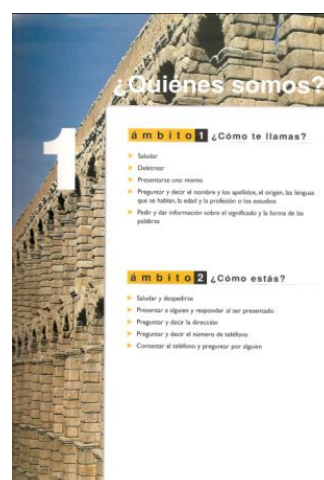 ¿Quiénes somos?
1
ámbito 1 ¿Cómo te llamas?
Saludar
Deletrear
Presentarse uno mismo
Preguntar y decir el nombre y los apellidos, el origen, las lenguas
que se hablan, la edad y la profesión o los estudios
Pedir y dar información sobre el significado y la forma de las
palabras
ámbito 2 ¿Cómo estás?
Saludar y despedirse
Presentar a alguien y responder al ser presentado
Preguntar y decir la dirección
Preguntar y decir el número de teléfono
Contestar al teléfono y preguntar por alguien